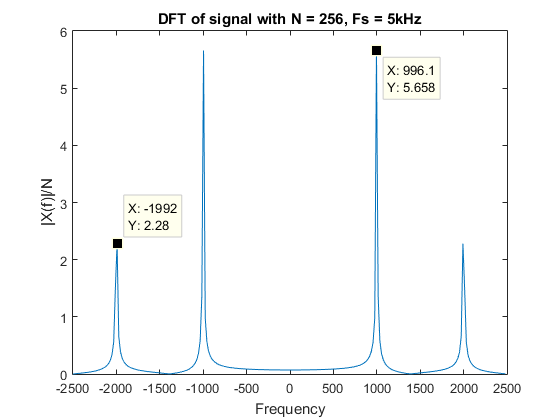 DFT of signal with N = 256, Fs = 5kHz
6
5
4
3
2
1
0
|X(f)|/N
X: 996.1
Y: 5.658
X: -1992
Y: 2.28
-2500
-2000
-1500
-1000
-500
0
500
1000
1500
2000
2500
Frequency